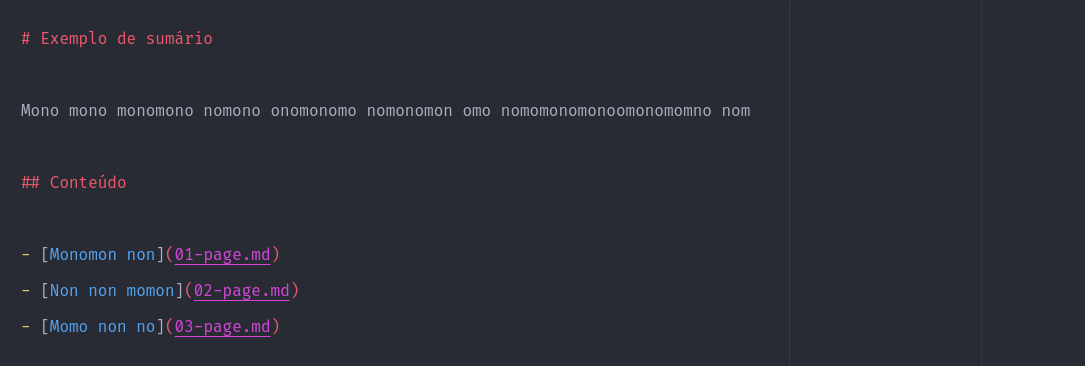 # Exemplo de sumário
Mono mono monomono nomono onomonomo nomonomon omo nomomonomonoomonomomno nom
## Conteúdo
- [Monomon non](01-page.md)
- [Non non momon](02-page.md)
- [Momo non no](03-page.md)